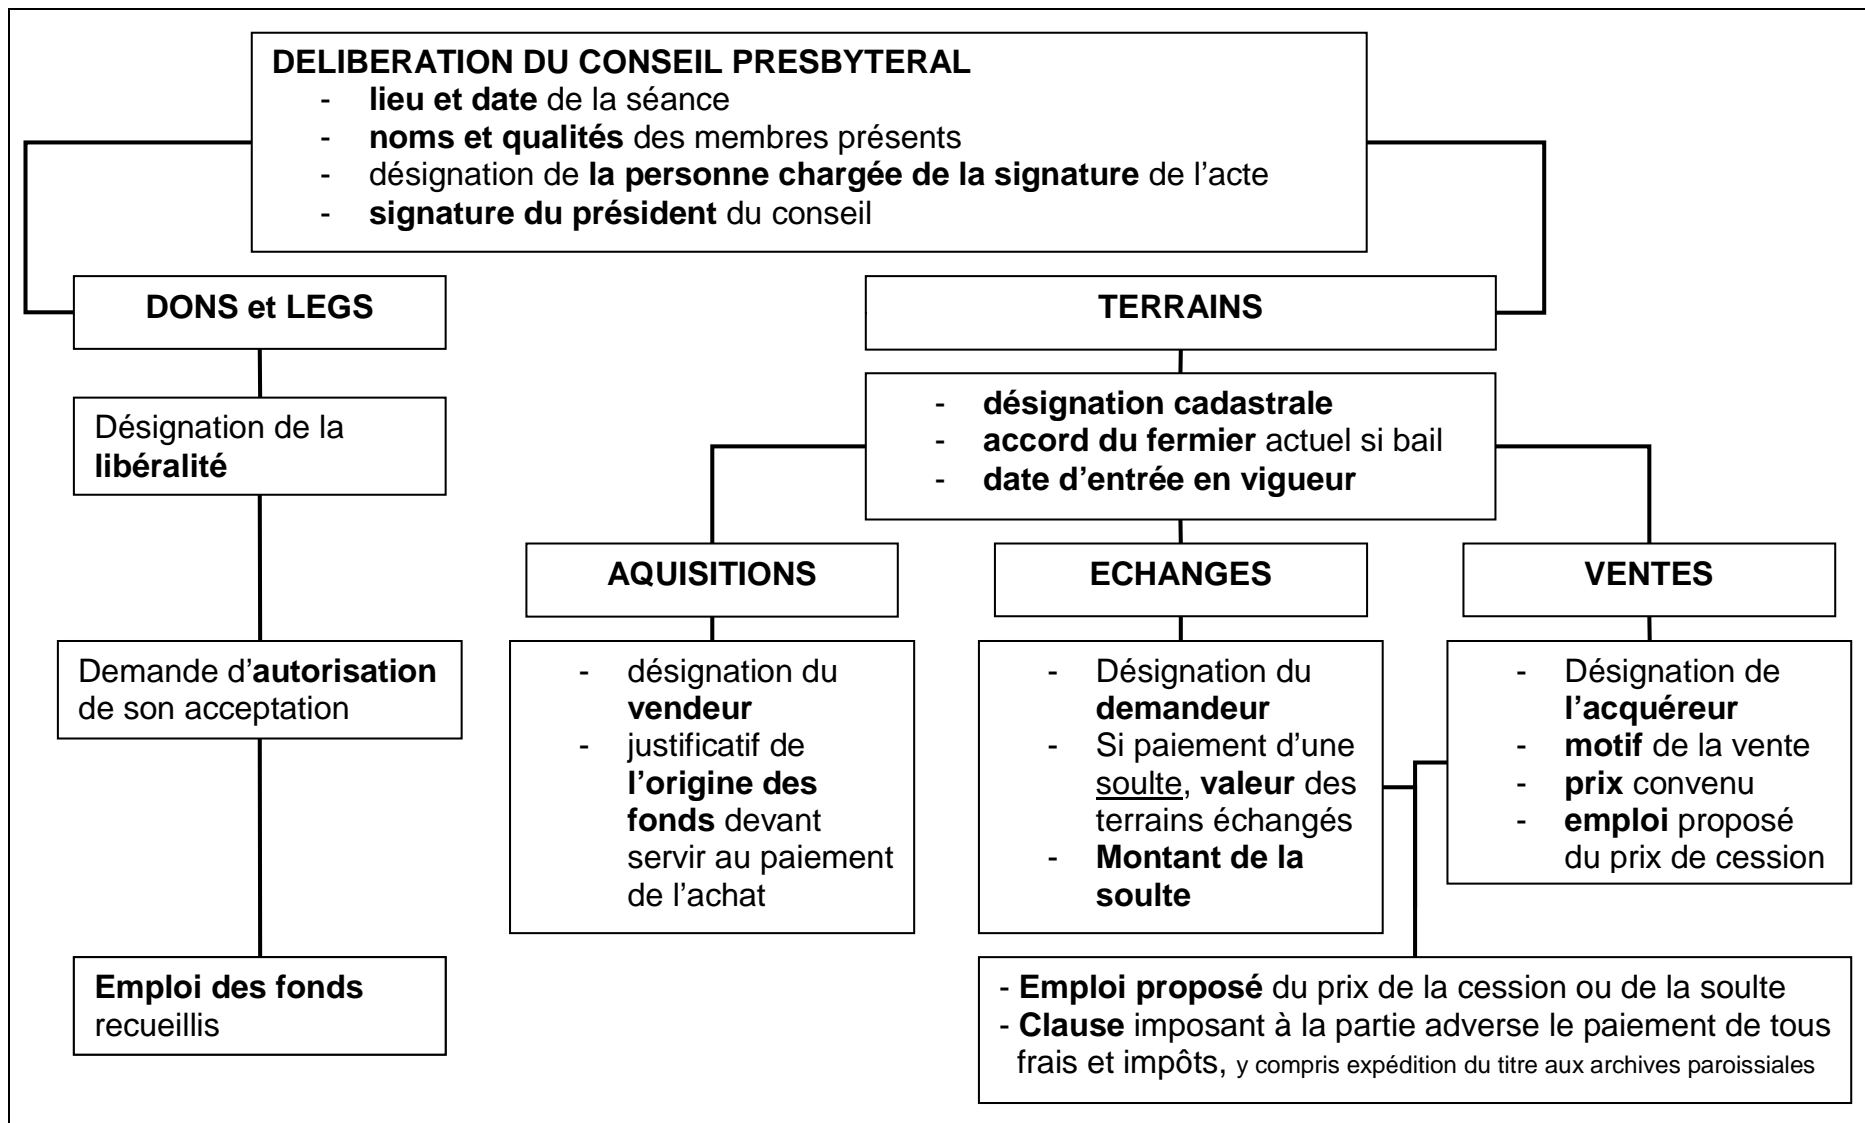 DELIBERATION DU CONSEIL PRESBYTERAL
- lieu et date de la séance
- noms et qualités des membres présents
- désignation de la personne chargée de la signature de l’acte
- signature du président du conseil
DONS et LEGS
Désignation de la
libéralité
Demande d’autorisation
de son acceptation
Emploi des fonds
recueillis
TERRAINS
- désignation cadastrale
- accord du fermier actuel si bail
- date d’entrée en vigueur
AQUISITIONS
- désignation du
vendeur
- justificatif de
l’origine des
fonds devant
servir au paiement
de l’achat
ECHANGES
- Désignation du
demandeur
- Si paiement d’une
soulte, valeur des
terrains échangés
- Montant de la
soulte
VENTES
- Désignation de
l’acquéreur
- motif de la vente
- prix convenu
- emploi proposé
du prix de cession
- Emploi proposé du prix de la cession ou de la soulte
- Clause imposant à la partie adverse le paiement de tous
frais et impôts, y compris expédition du titre aux archives paroissiales